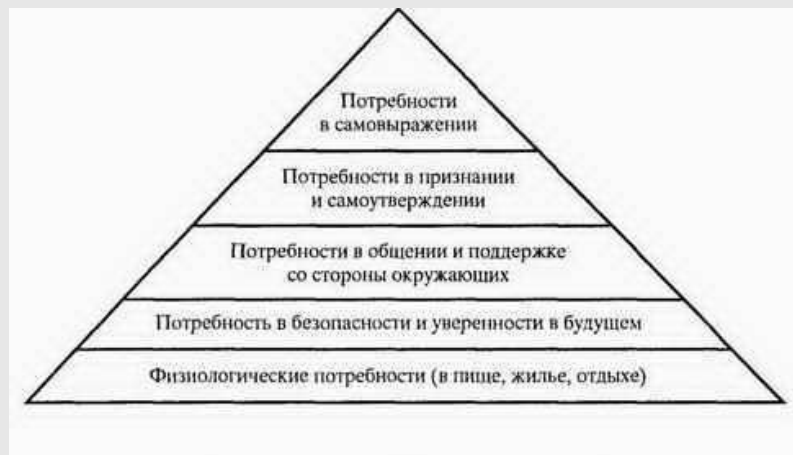 Потребности
в самовыражении
Потребности в признании
и самоутверждении
Потребности в общении и поддержке
со стороны окружающих
Потребность в безопасности и уверенности в будущем
Физиологические потребности (в пище, жилье, отдыхе)